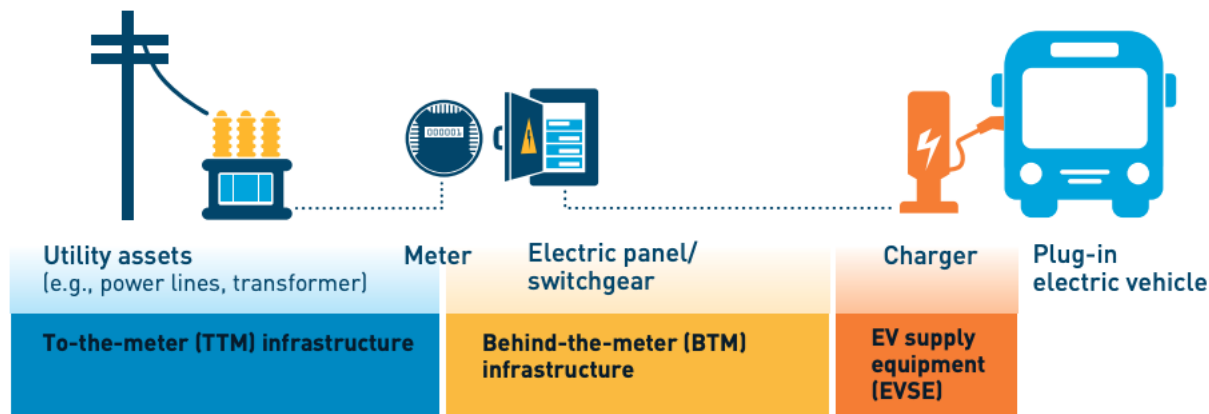 000001
Utility assets
(e.g., power lines, transformer)
Meter
Electric panel/
switchgear
Charger
Plug-in
electric vehicle
To-the-meter (TTM) infrastructure
Behind-the-meter (BTM)
infrastructure
EV supply
equipment
(EVSE)